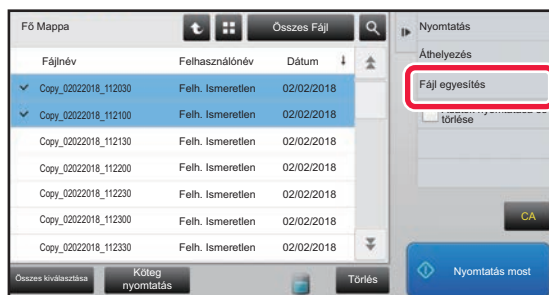 Fő Mappa
Összes Fájl
Fájlnév Felhasználónév Dátum
Copy_02022018_112030 Felh. Ismeretlen 02/02/2018
Copy_02022018_112100 Felh. Ismeretlen 02/02/2018
Copy_02022018_112130 Felh. Ismeretlen 02/02/2018
Copy_02022018_112200 Felh. Ismeretlen 02/02/2018
Copy_02022018_112230 Felh. Ismeretlen 02/02/2018
Copy_02022018_112300 Felh. Ismeretlen 02/02/2018
Copy_02022018_112330 Felh. Ismeretlen 02/02/2018
Összes kiválasztása
Köteg
nyomtatás
Törlés
Nyomtatás
Áthelyezés
Fájl egyesítés
törlése
CA
Nyomtatás most